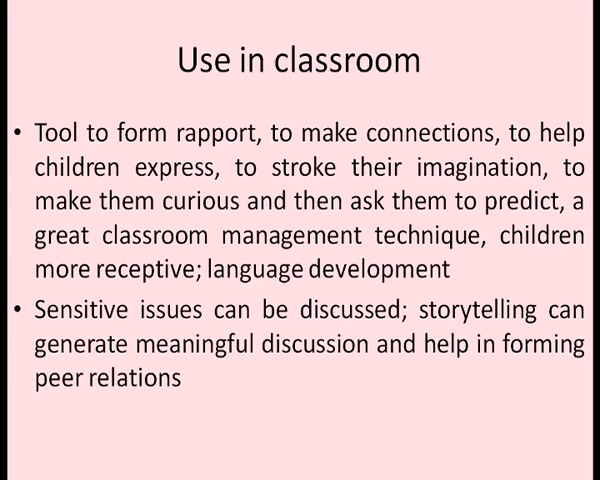 Use in classroom
• Tool to form rapport, to make connections, to help
children express, to stroke their imagination, to
make them curious and then ask them to predict, a
great classroom management technique, children
more receptive; language development
• Sensitive issues can be discussed; storytelling can
generate meaningful discussion and help in forming
peer relations